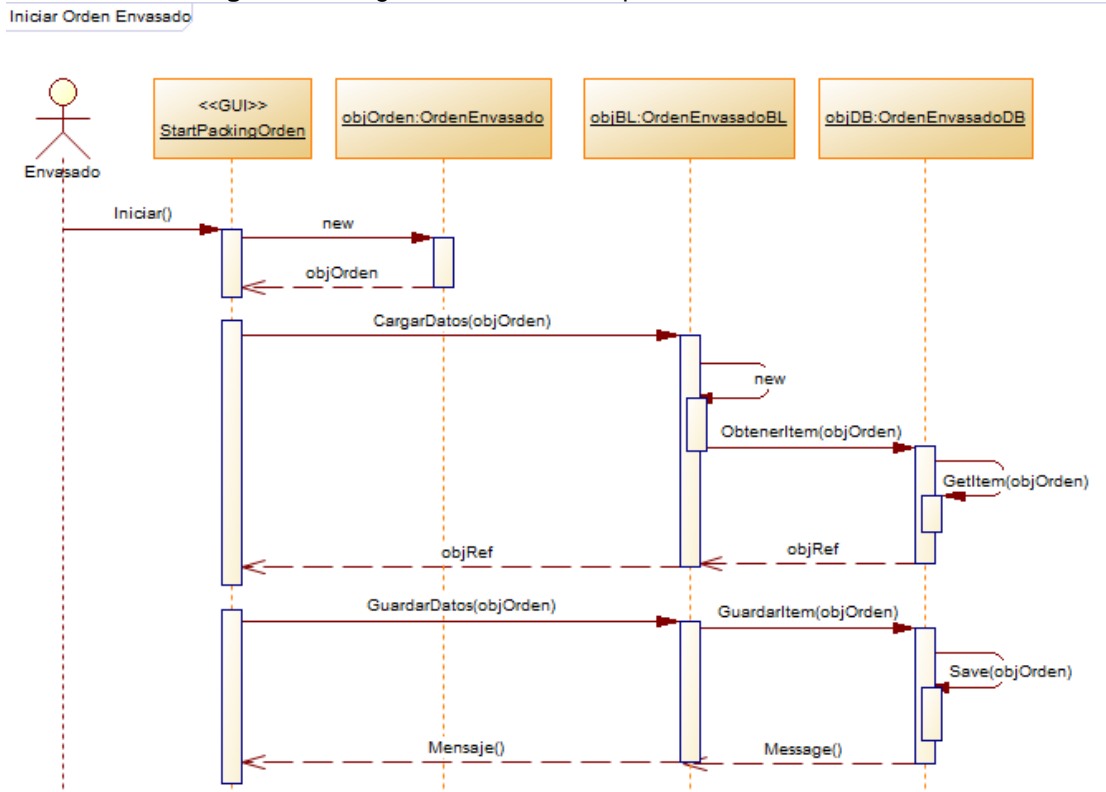 Iniciar Orden Envasado
<<GUI>>
StartPackingOrden
objOrden:OrdenEnvasado
objBL:OrdenEnvasadoBL
objDB:OrdenEnvasadoDB
Envasado
Iniciar()
new
objOrden
CargarDatos(objOrden)
new
ObtenerItem(objOrden)
GetItem(objOrden)
objRef
objRef
GuardarDatos(objOrden)
GuardarItem(objOrden)
Save(objOrden)
Mensaje()
Message()